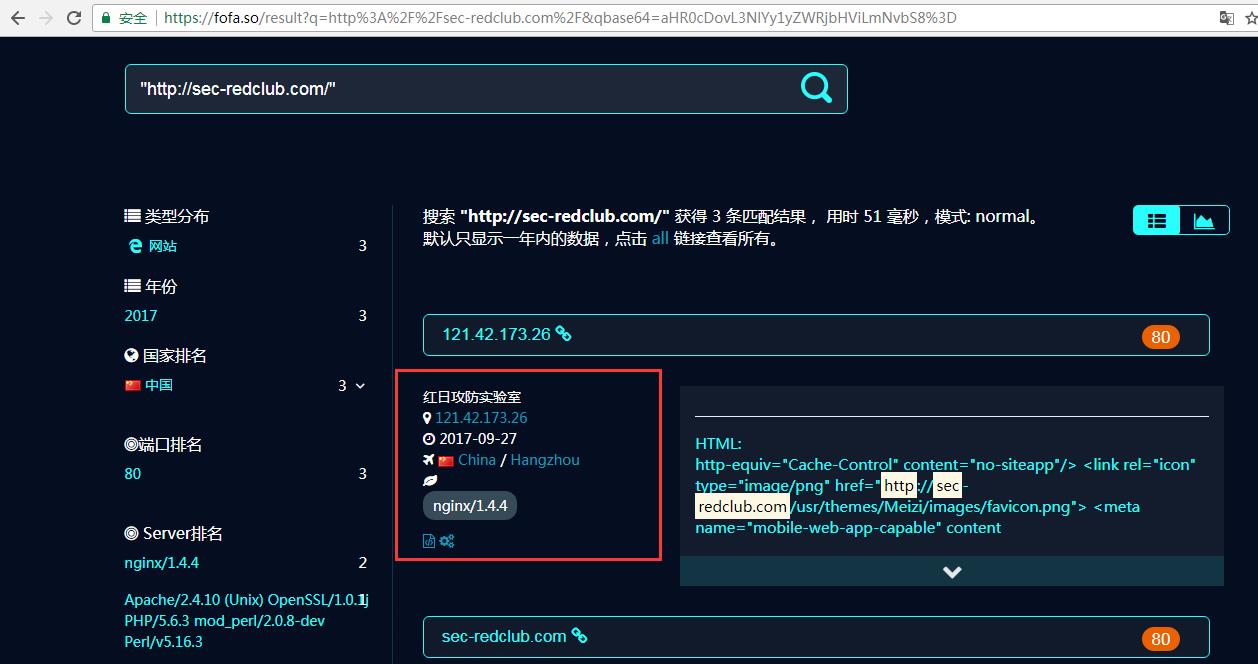 安全
https://fofa.so/result?q=http%3A%2F%2Fsec-redclub.com%2F&qbase64=aHR0cDovL3NlYy1yZWRjbHViLmNvbS8%3D
"http://sec-redclub.com/"
类型分布
网站 3
年份
2017 3
国家排名
中国 3
端口排名
80 3
Server排名
nginx/1.4.4 2
Apache/2.4.10 (Unix) OpenSSL/1.0.1j 1
PHP/5.6.3 mod_perl/2.0.8-dev
Perl/v5.16.3
搜索 "http://sec-redclub.com/" 获得 3 条匹配结果， 用时 51 毫秒，模式: normal。
默认只显示一年内的数据，点击 all 链接查看所有。
121.42.173.26 80
红日攻防实验室
121.42.173.26
2017-09-27
China / Hangzhou
nginx/1.4.4
HTML:
http-equiv="Cache-Control" content="no-siteapp"/> <link rel="icon"
type="image/png" href="http://sec-
redclub.com/usr/themes/Meizi/images/favicon.png"> <meta
name="mobile-web-app-capable" content
sec-redclub.com 80